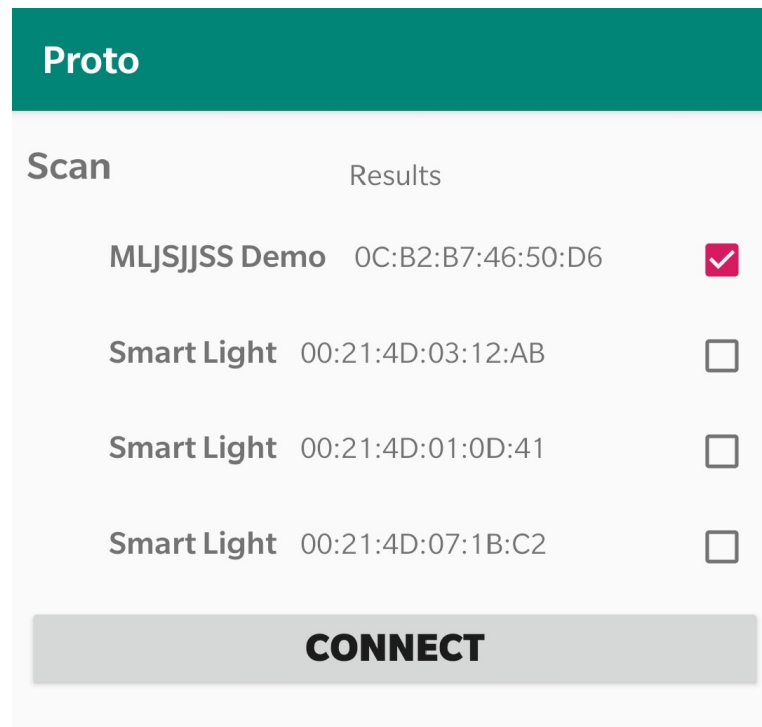 Proto
Scan Results
MLJSJJSS Demo 0C:B2:B7:46:50:D6
Smart Light 00:21:4D:03:12:AB
Smart Light 00:21:4D:01:0D:41
Smart Light 00:21:4D:07:1B:C2
CONNECT